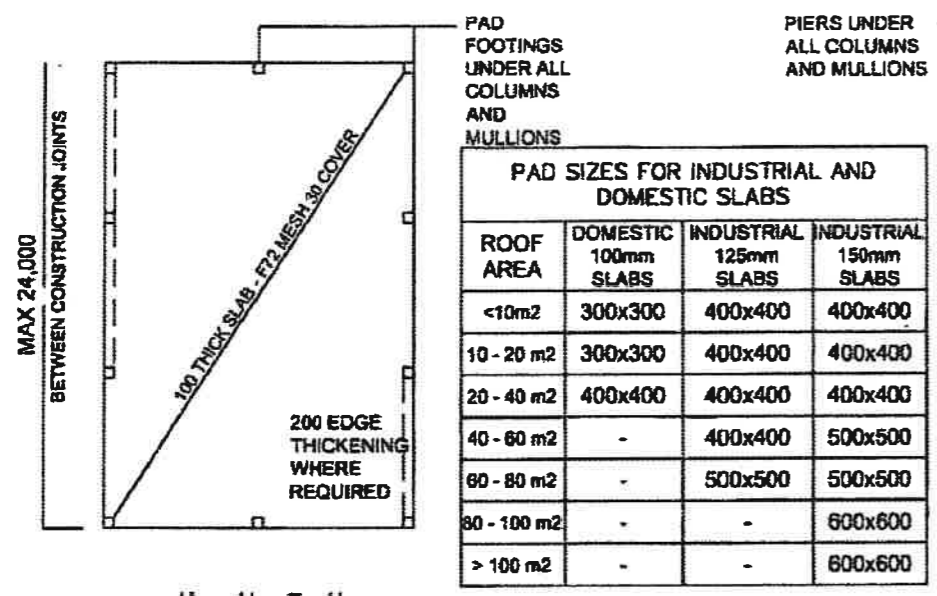 PAD
FOOTINGS
UNDER ALL
COLUMNS
AND
MULLIONS
PIERS UNDER
ALL COLUMNS
AND MULLIONS
MAX 24,000
BETWEEN CONSTRUCTION JOINTS
100 THICK SLAB - F72 MESH 30 COVER
200 EDGE
THICKENING
WHERE
REQUIRED
PAD SIZES FOR INDUSTRIAL AND
DOMESTIC SLABS
ROOF AREA DOMESTIC 100mm SLABS INDUSTRIAL 125mm SLABS INDUSTRIAL 150mm SLABS
<10m2 300x300 400x400 400x400
10 - 20 m2 300x300 400x400 400x400
20 - 40 m2 400x400 400x400 400x400
40 - 60 m2 - 400x400 500x500
60 - 80 m2 - 500x500 500x500
80 - 100 m2 - - 600x600
> 100 m2 - - 600x600